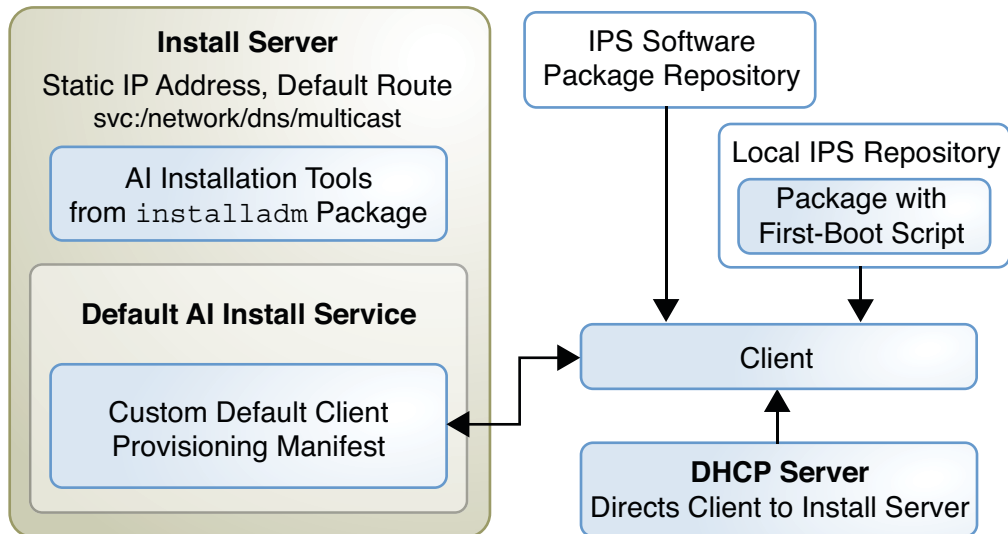 Install Server
Static IP Address, Default Route
svc:/network/dns/multicast
AI Installation Tools
from installadm Package
Default AI Install Service
Custom Default Client
Provisioning Manifest
IPS Software
Package Repository
Local IPS Repository
Package with
First-Boot Script
Client
DHCP Server
Directs Client to Install Server